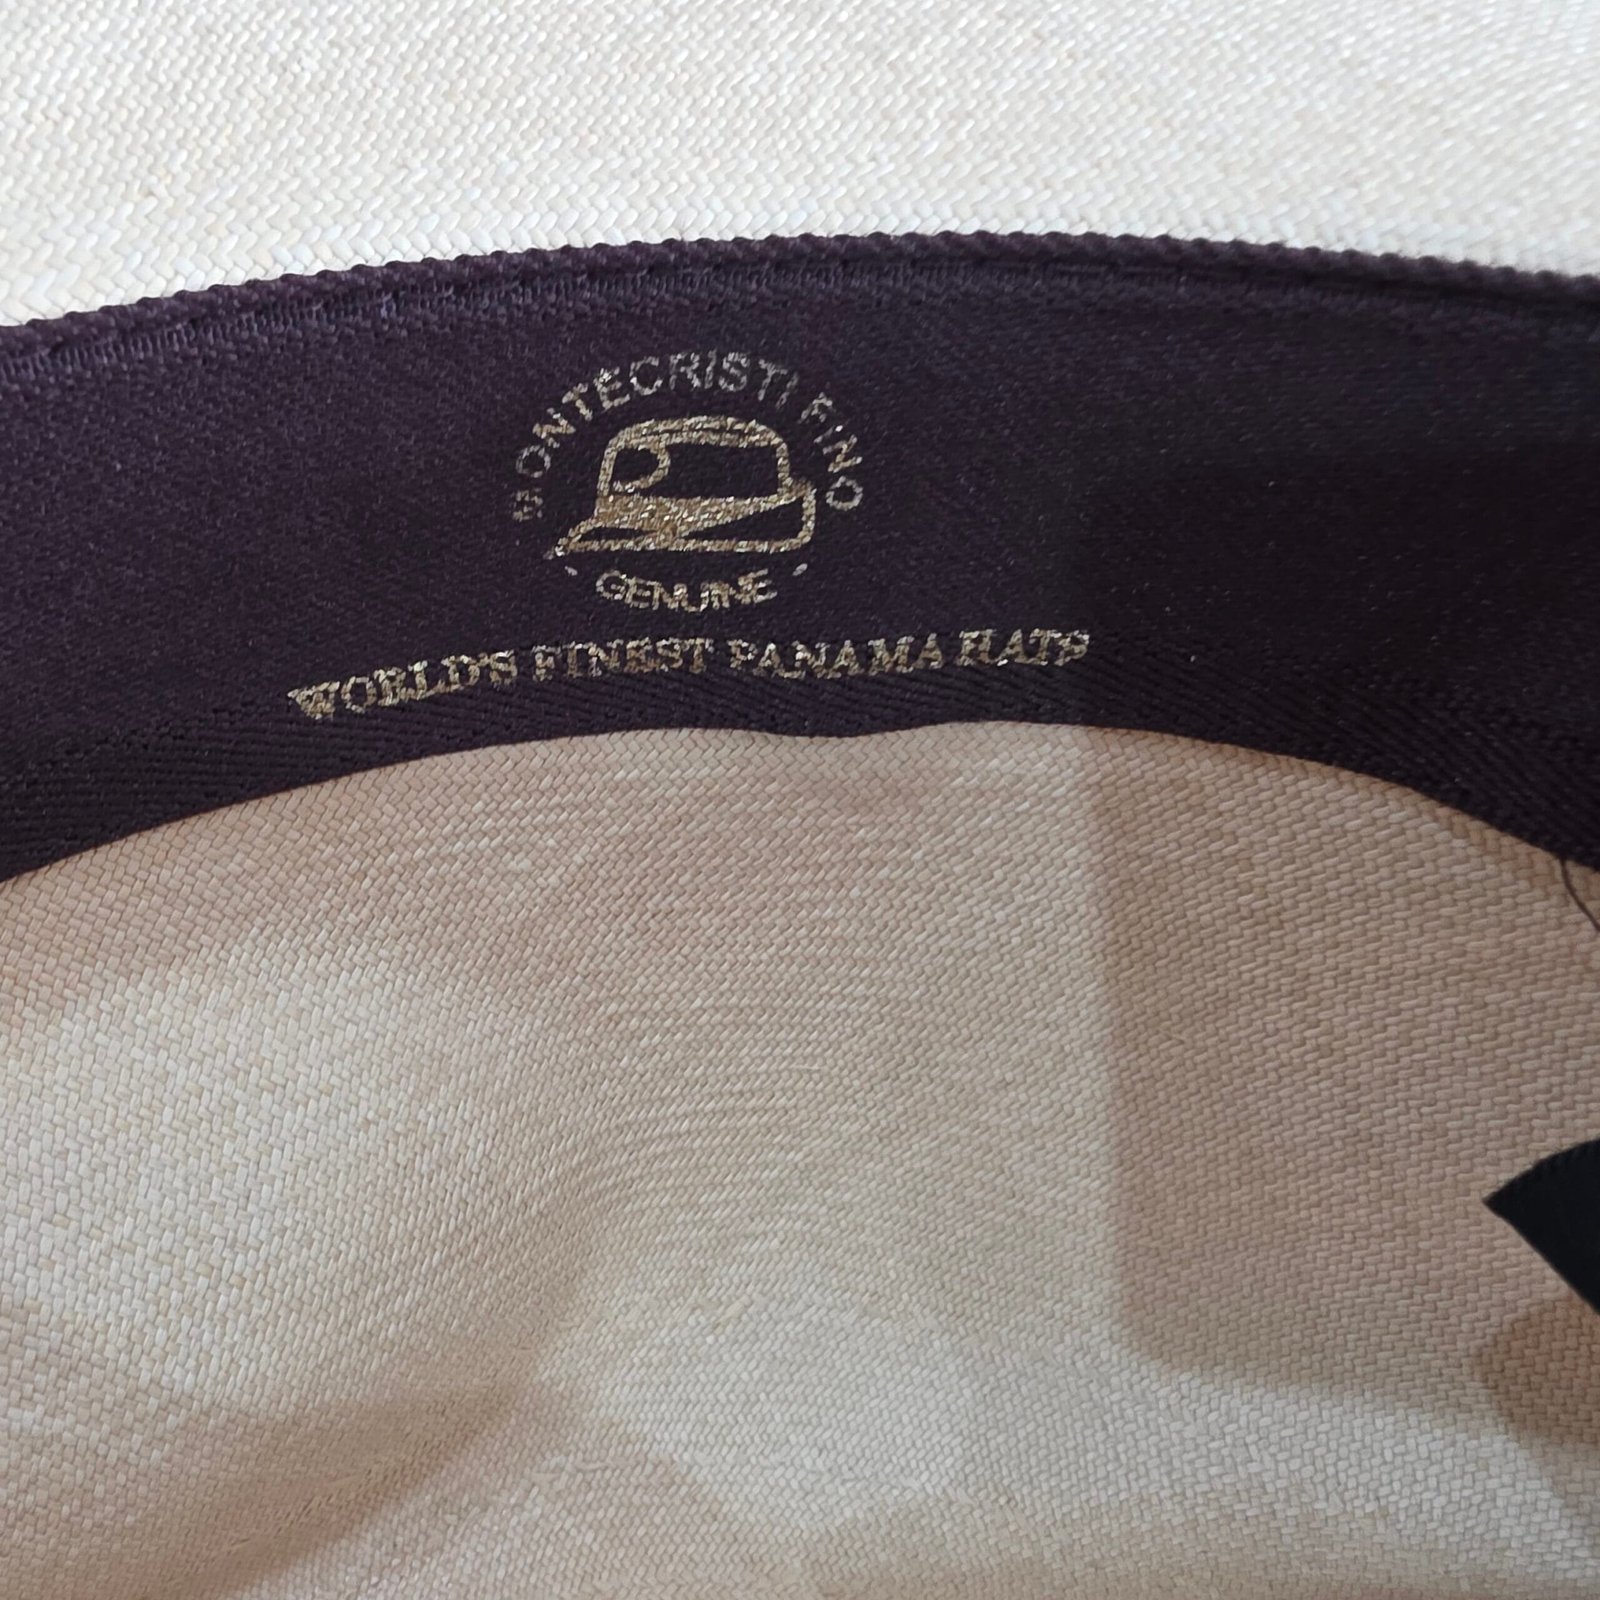 MONTECRISTI FINO
GENUINE
WORLD'S FINEST PANAMA HATS